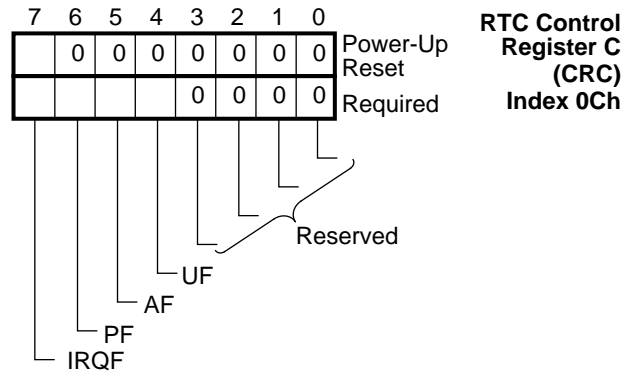 7 6 5 4 3 2 1 0
RTC Control
Register C
(CRC)
Index 0Ch
0 0 0 0 0 0 0
Power-Up
Reset
0 0 0 0
Required
Reserved
UF
AF
PF
IRQF